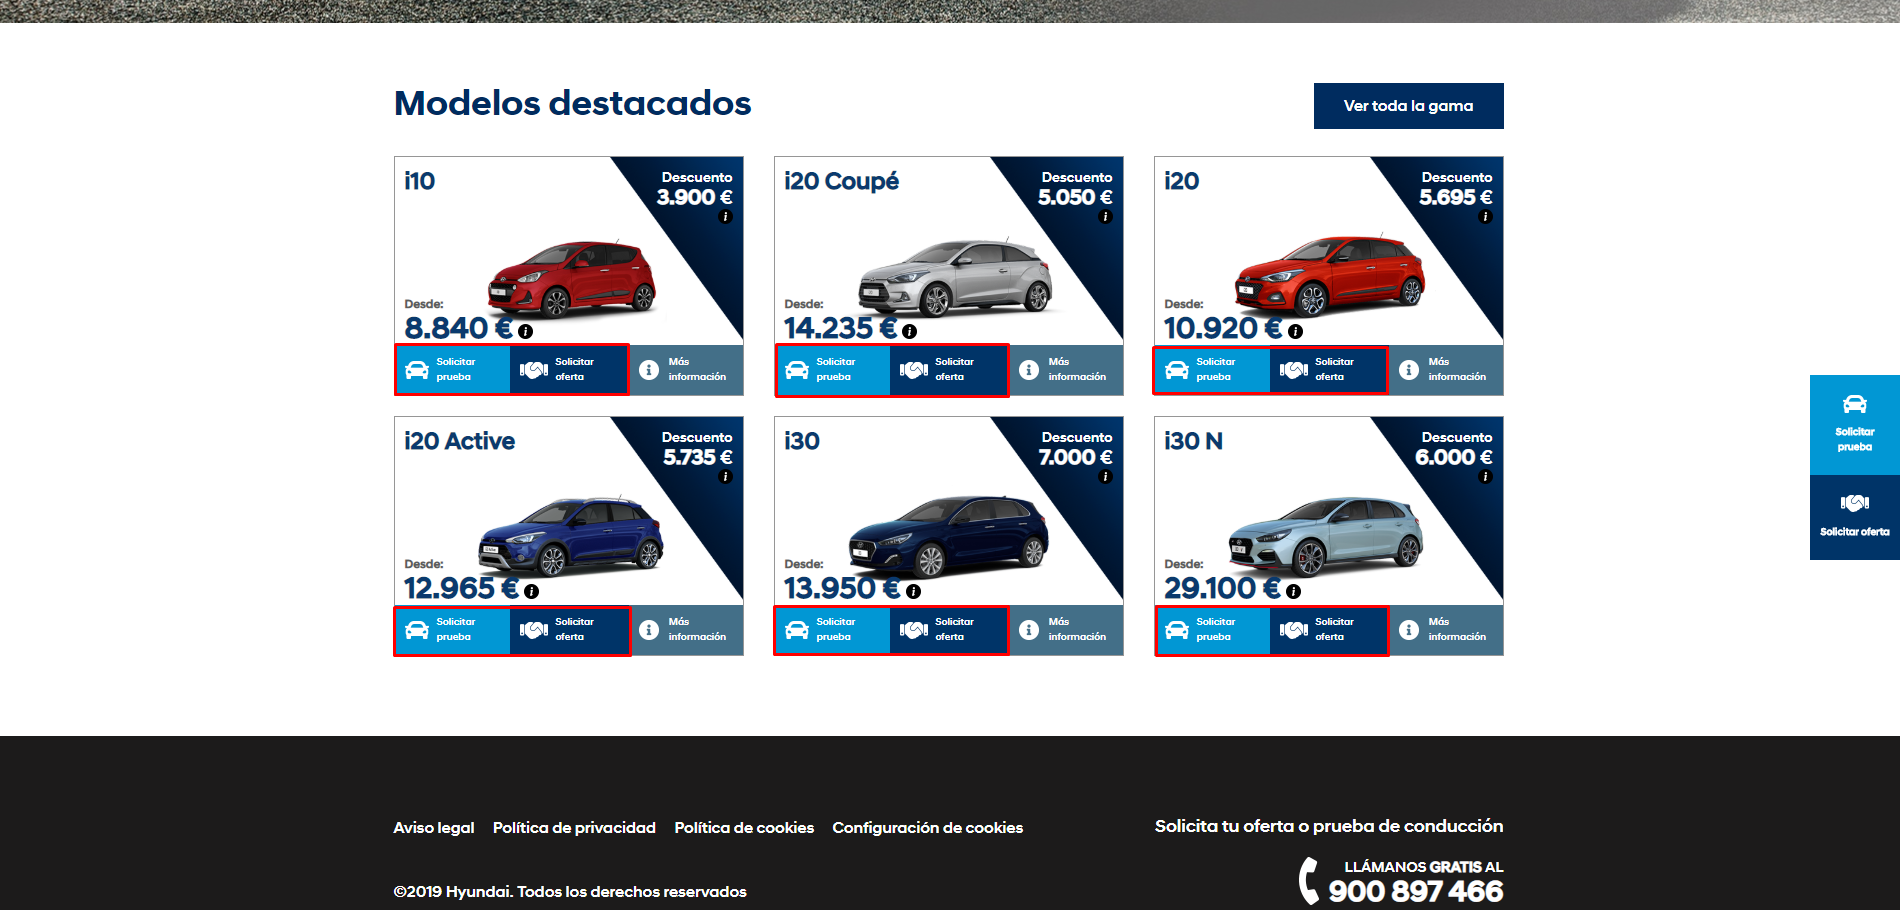 Modelos destacados
Ver toda la gama
i10
Descuento
3.900 €
Desde:
8.840 €
Solicitar
prueba
Solicitar
oferta
Más
información
i20 Coupé
Descuento
5.050 €
Desde:
14.235 €
Solicitar
prueba
Solicitar
oferta
Más
información
i20
Descuento
5.695 €
Desde:
10.920 €
Solicitar
prueba
Solicitar
oferta
Más
información
i20 Active
Descuento
5.735 €
Desde:
12.965 €
Solicitar
prueba
Solicitar
oferta
Más
información
i30
Descuento
7.000 €
Desde:
13.950 €
Solicitar
prueba
Solicitar
oferta
Más
información
i30 N
Descuento
6.000 €
Desde:
29.100 €
Solicitar
prueba
Solicitar
oferta
Más
información
Solicitar
prueba
Solicitar oferta
Aviso legal Política de privacidad Política de cookies Configuración de cookies
©2019 Hyundai. Todos los derechos reservados
Solicita tu oferta o prueba de conducción
LLÁMANOS GRATIS AL
900 897 466